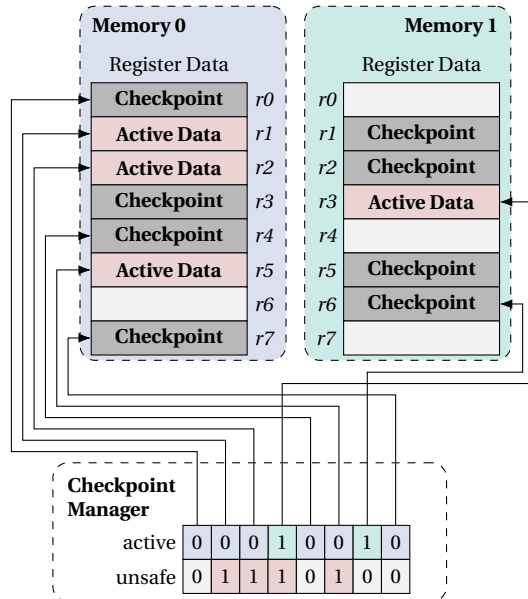 Memory 0
Register Data
Checkpoint r0
Active Data r1
Active Data r2
Checkpoint r3
Checkpoint r4
Active Data r5
r6
Checkpoint r7
Memory 1
Register Data
r0
r1 Checkpoint
r2 Checkpoint
r3 Active Data
r4
r5 Checkpoint
r6 Checkpoint
r7
Checkpoint
Manager
active 0 0 0 1 0 0 1 0
unsafe 0 1 1 1 0 1 0 0